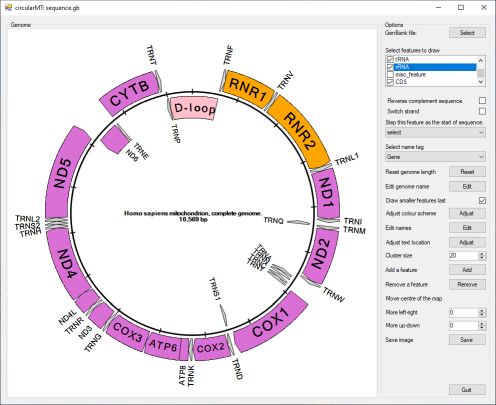 circularMT: sequence.gb
Genome
TRNT
TRNF
CYTB
D-loop
RNR1
TRNV
TRNP
RNR2
TRNE
ND6
TRNL1
ND5
ND1
Homo sapiens mitochondrion, complete genome.
16,569 bp
TRNL2
TRNS2
TRNH
TRNQ
TRNI
TRNM
ND4
ND2
TRNY
TRNW
TRNS1
ND4L
TRNR
ND3
TRNG
COX3
ATP6
COX2
COX1
ATP8
TRNK
TRND
Options
GenBank file:
Select
Select features to draw
tRNA
rRNA
misc_feature
CDS
Reverse complement sequence
Switch strand
Step this feature as the start of sequence
select
Select name tag
Gene
Reset genome length
Reset
Edit genome name
Edit
Draw smaller features last
Adjust colour scheme
Adjust
Edit names
Edit
Adjust text location
Adjust
Cluster size
20
Add a feature
Add
Remove a feature
Remove
Move centre of the map
More left-right
0
More up-down
0
Save image
Save
Quit